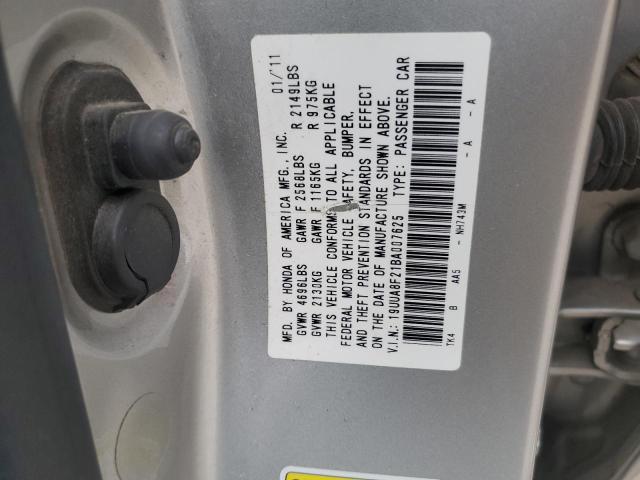 MFD. BY HONDA OF AMERICA MFG., INC. 01/11
GVWR 4696LBS GAWR F 2568LBS R 2149LBS
GVWR 2130KG GAWR F 1165KG R 975KG
THIS VEHICLE CONFORMS TO ALL APPLICABLE
FEDERAL MOTOR VEHICLE SAFETY, BUMPER,
AND THEFT PREVENTION STANDARDS IN EFFECT
ON THE DATE OF MANUFACTURE SHOWN ABOVE.
V.I.N.: 19UUA8F21BA007625 TYPE: PASSENGER CAR
TK4 B AA5 - NH743M - A - A